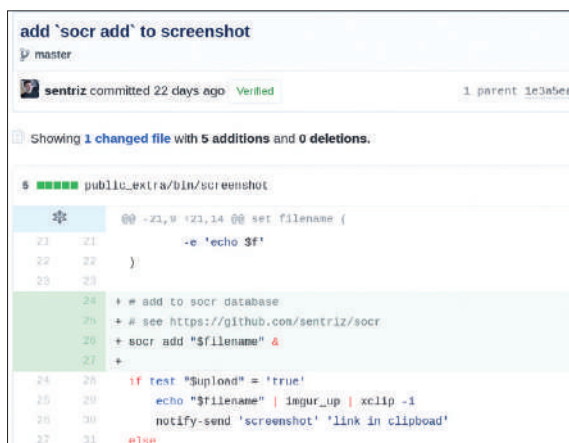 add `socr add` to screenshot
master
sentriz committed 22 days ago Verified 1 parent 1e3a5ee
Showing 1 changed file with 5 additions and 0 deletions.
5 public_extra/bin/screenshot
@@ -21,9 +21,14 @@ set filename (
21 21 -e 'echo $f'
22 22 )
23 23
24 + # add to socr database
25 + # see https://github.com/sentriz/socr
26 + socr add "$filename" &
27 +
24 28 if test "$upload" = 'true'
25 29 echo "$filename" | imgur_up | xclip -i
26 30 notify-send 'screenshot' 'link in clipboad'
27 31 else